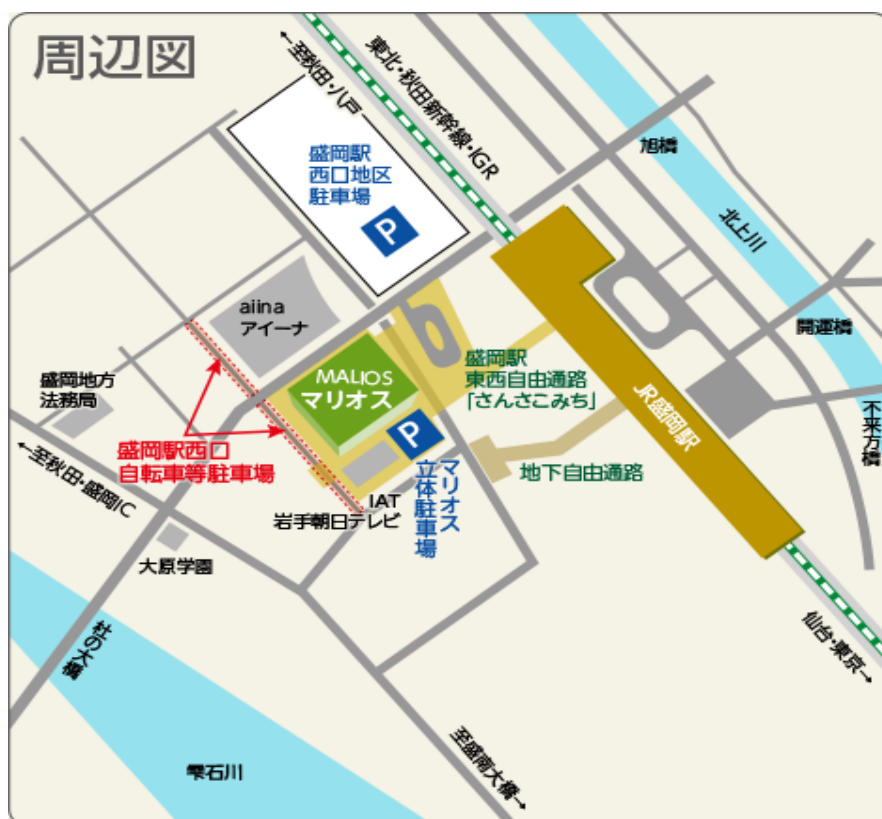 周辺図
←至秋田・八戸
東北・秋田新幹線・IGR
盛岡駅
西口地区
駐車場
P
旭橋
北上川
aiina
アイーナ
開運橋
MALIOS
マリオス
盛岡駅
東西自由通路
「さんさこみち」
JR盛岡駅
不来方橋
盛岡地方
法務局
P
盛岡駅西口
自転車等駐車場
マリオス
立体駐車場
地下自由通路
←至秋田・盛岡IC
IAT
岩手朝日テレビ
大原学園
杜の大橋
仙台・東京→
雫石川
至盛南大橋→